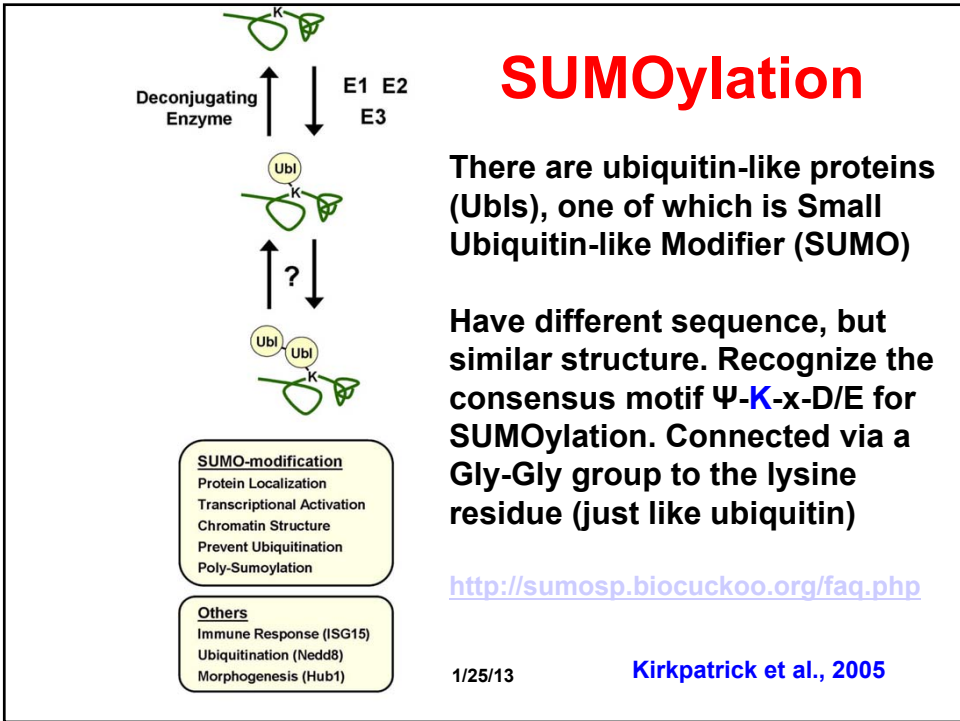 K
Deconjugating
Enzyme
E1 E2
E3
Ubl
K
?
Ubl
Ubl
K
SUMO-modification
Protein Localization
Transcriptional Activation
Chromatin Structure
Prevent Ubiquitination
Poly-Sumoylation
Others
Immune Response (ISG15)
Ubiquitination (Nedd8)
Morphogenesis (Hub1)
SUMOylation
There are ubiquitin-like proteins
(Ubls), one of which is Small
Ubiquitin-like Modifier (SUMO)
Have different sequence, but
similar structure. Recognize the
consensus motif Ψ-K-x-D/E for
SUMOylation. Connected via a
Gly-Gly group to the lysine
residue (just like ubiquitin)
http://sumosp.biocuckoo.org/faq.php
1/25/13
Kirkpatrick et al., 2005